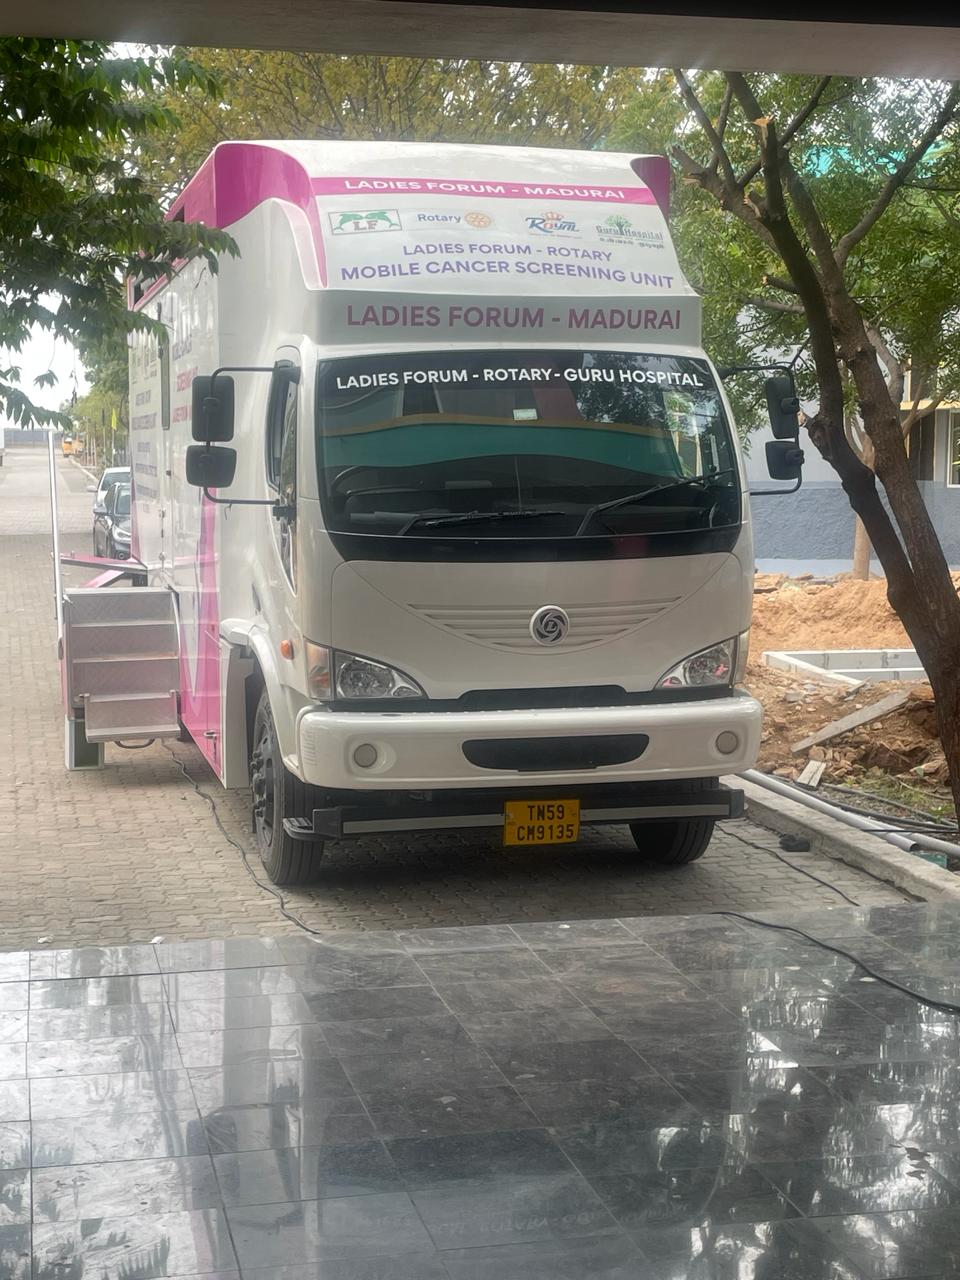 LADIES FORUM - MADURAI
LF
Rotary
Royal
Guru Hospital
LADIES FORUM - ROTARY
MOBILE CANCER SCREENING UNIT
LADIES FORUM - MADURAI
LADIES FORUM - ROTARY - GURU HOSPITAL
TN59
CM9135